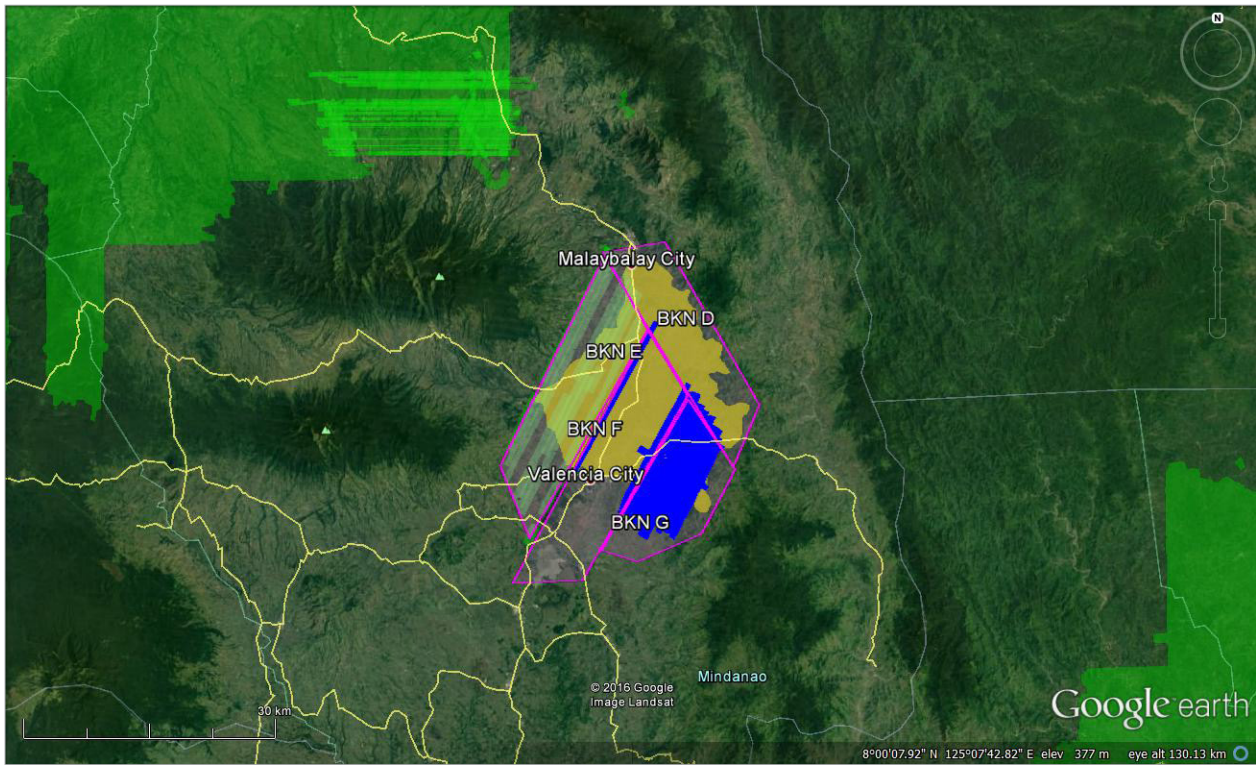 N
Malaybalay City
BKN D
BKN E
BKN F
Valencia City
BKN G
Mindanao
© 2016 Google
Image Landsat
30 km
Google earth
8°00'07.92" N 125°07'42.82" E elev 377 m eye alt 130.13 km